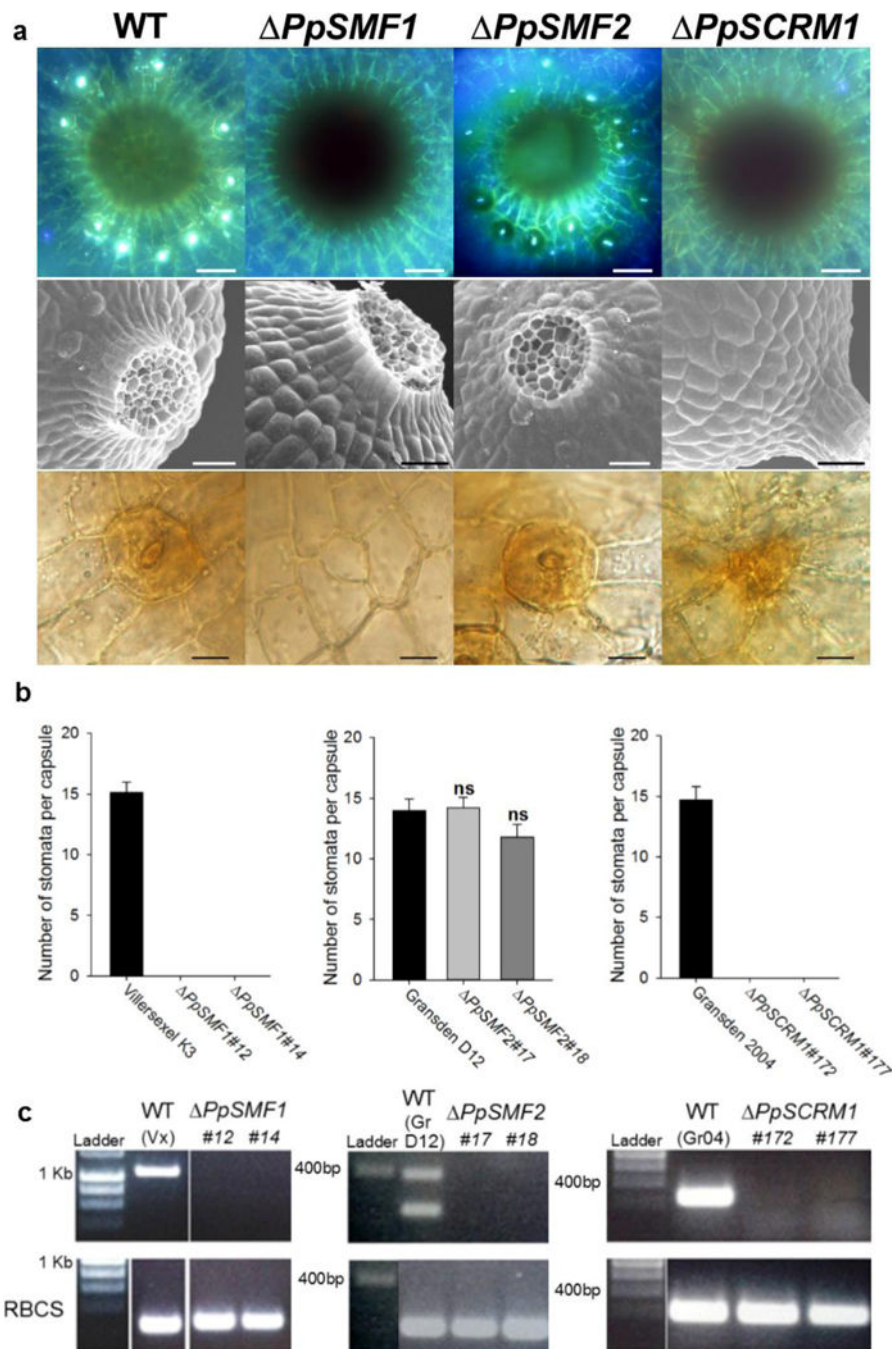 a
WT ΔPpSMF1 ΔPpSMF2 ΔPpSCRM1
b
20
15
10
5
0
Number of stomata per capsule
Villersexel K3
ΔPpSMF1#12
ΔPpSMF1#14
20
15
10
5
0
Number of stomata per capsule
ns
ns
Gransden D12
ΔPpSMF2#17
ΔPpSMF2#18
20
15
10
5
0
Number of stomata per capsule
Gransden 2004
ΔPpSCRM1#172
ΔPpSCRM1#177
c
WT ΔPpSMF1
Ladder (Vx) #12 #14
1 Kb
1 Kb
RBCS
WT
(Gr ΔPpSMF2
Ladder D12) #17 #18
400bp
400bp
WT ΔPpSCRM1
Ladder (Gr04) #172 #177
400bp
400bp